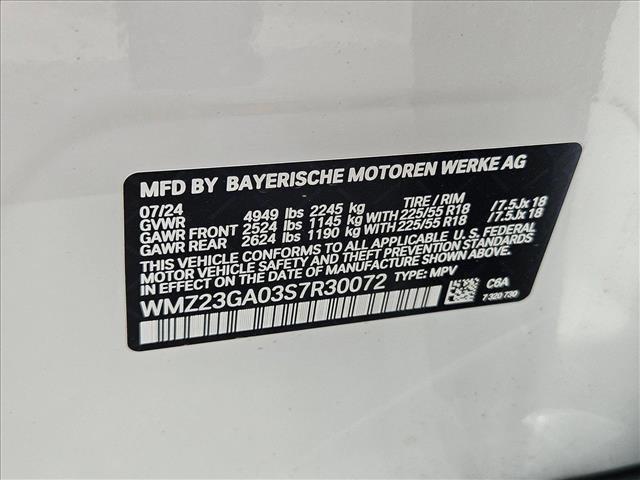 MFD BY BAYERISCHE MOTOREN WERKE AG
07/24 TIRE / RIM
GVWR 4949 lbs 2245 kg
GAWR FRONT 2524 lbs 1145 kg WITH 225/55 R18 /7.5Jx18
GAWR REAR 2624 lbs 1190 kg WITH 225/55 R18 /7.5Jx18
THIS VEHICLE CONFORMS TO ALL APPLICABLE U. S. FEDERAL
MOTOR VEHICLE SAFETY AND THEFT PREVENTION STANDARDS
IN EFFECT ON THE DATE OF MANUFACTURE SHOWN ABOVE.
WMZ23GA03S7R30072 TYPE: MPV
C6A
7 320 730